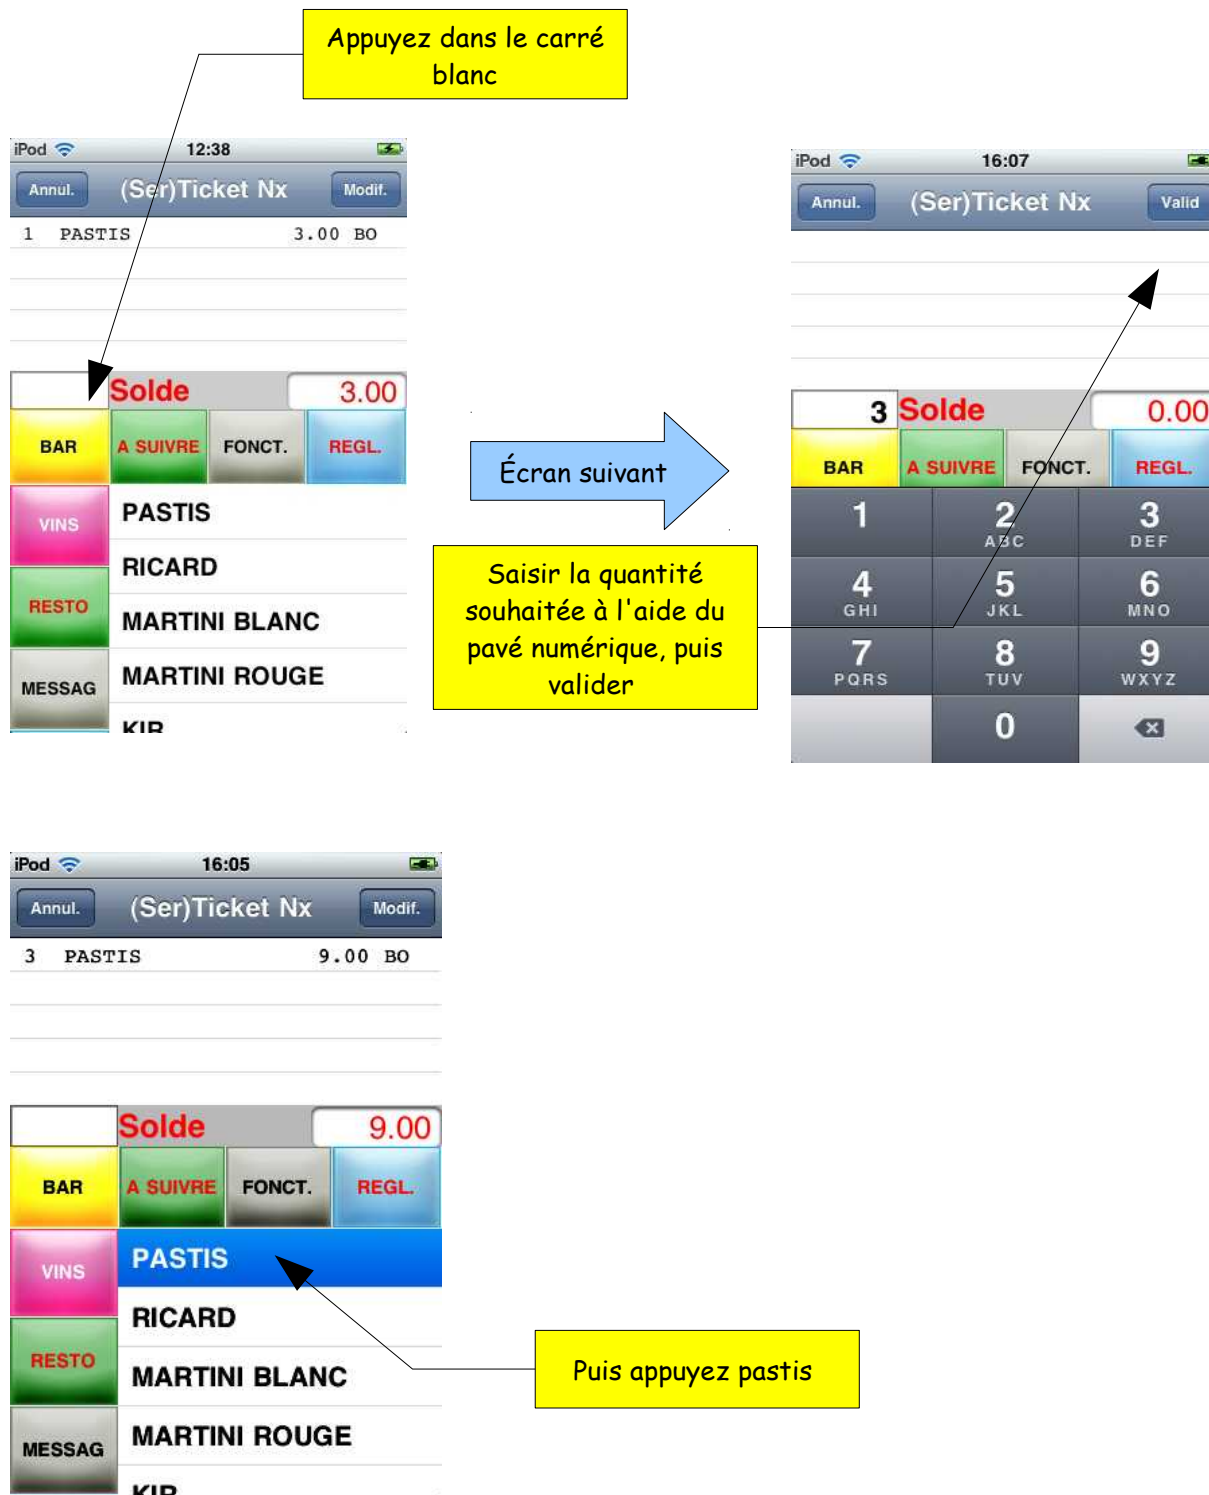 Appuyez dans le carré
blanc
iPod 12:38
Annul. (Ser)Ticket Nx Modif.
1 PASTIS 3.00 BO
Solde 3.00
BAR A SUIVRE FONCT. REGL.
VINS PASTIS
RICARD
RESTO MARTINI BLANC
MESSAG MARTINI ROUGE
KIR
Écran suivant
Saisir la quantité
souhaitée à l'aide du
pavé numérique, puis
valider
iPod 16:07
Annul. (Ser)Ticket Nx Valid
3 Solde 0.00
BAR A SUIVRE FONCT. REGL.
1 2 3
ABC DEF
4 5 6
GHI JKL MNO
7 8 9
PQRS TUV WXYZ
0
iPod 16:05
Annul. (Ser)Ticket Nx Modif.
3 PASTIS 9.00 BO
Solde 9.00
BAR A SUIVRE FONCT. REGL.
VINS PASTIS
RICARD
RESTO MARTINI BLANC
MESSAG MARTINI ROUGE
KIR
Puis appuyez pastis